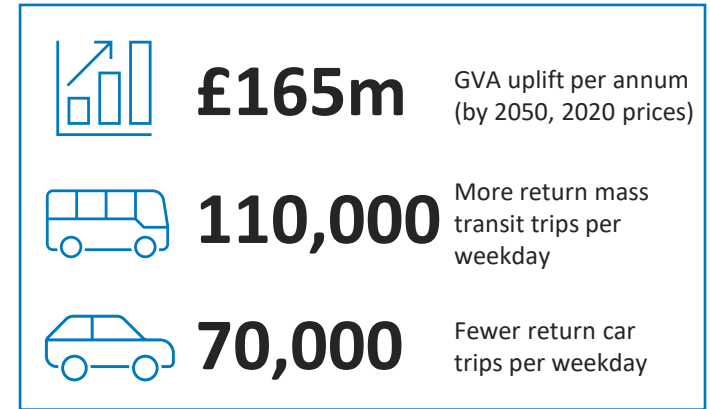 £165m
GVA uplift per annum
(by 2050, 2020 prices)
110,000
More return mass
transit trips per
weekday
70,000
Fewer return car
trips per weekday